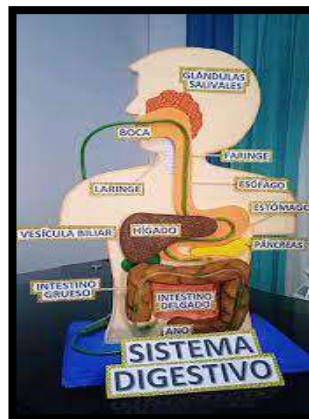 GLÁNDULAS
SALIVALES
BOCA
FARINGE
LARINGE
ESÓFAGO
ESTÓMAGO
VESÍCULA BILIAR
HÍGADO
PÁNCREAS
INTESTINO
GRUESO
INTESTINO
DELGADO
ANO
SISTEMA
DIGESTIVO